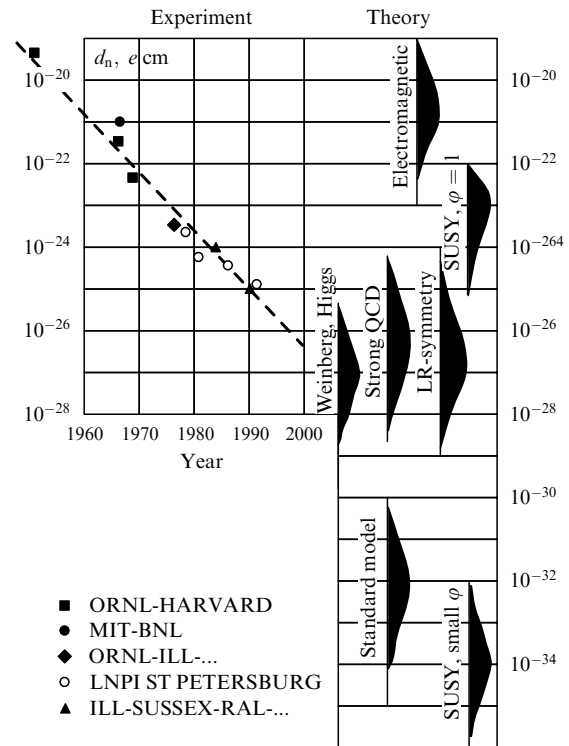 Experiment Theory
dₙ, e cm
10⁻²⁰ 10⁻²⁰
10⁻²² 10⁻²²
10⁻²⁴ 10⁻²⁶⁴
10⁻²⁶ 10⁻²⁶
10⁻²⁸ 10⁻²⁸
1960 1970 1980 1990 2000
Year
10⁻³⁰
10⁻³²
10⁻³⁴
Electromagnetic
SUSY, φ = 1
Weinberg, Higgs
Strong QCD
LR-symmetry
Standard model
SUSY, small φ
ORNL-HARVARD
MIT-BNL
ORNL-ILL-...
LNPI ST PETERSBURG
ILL-SUSSEX-RAL-...